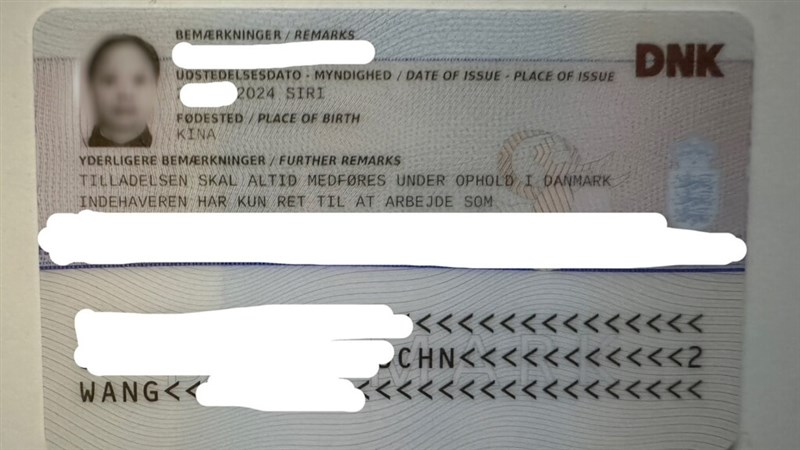 BEMÆRKNINGER / REMARKS
DNK
UDSTEDELSESDATO - MYNDIGHED / DATE OF ISSUE - PLACE OF ISSUE
2024 SIRI
FØDESTED / PLACE OF BIRTH
KINA
YDERLIGERE BEMÆRKNINGER / FURTHER REMARKS
TILLADELSEN SKAL ALTID MEDFØRES UNDER OPHOLD I DANMARK
INDEHAVEREN HAR KUN RET TIL AT ARBEJDE SOM
<<<<<<<<<<<<<<<
CHN<<<<<<<<<<<2
WANG<< <<<<<<<<<<<<<<<<